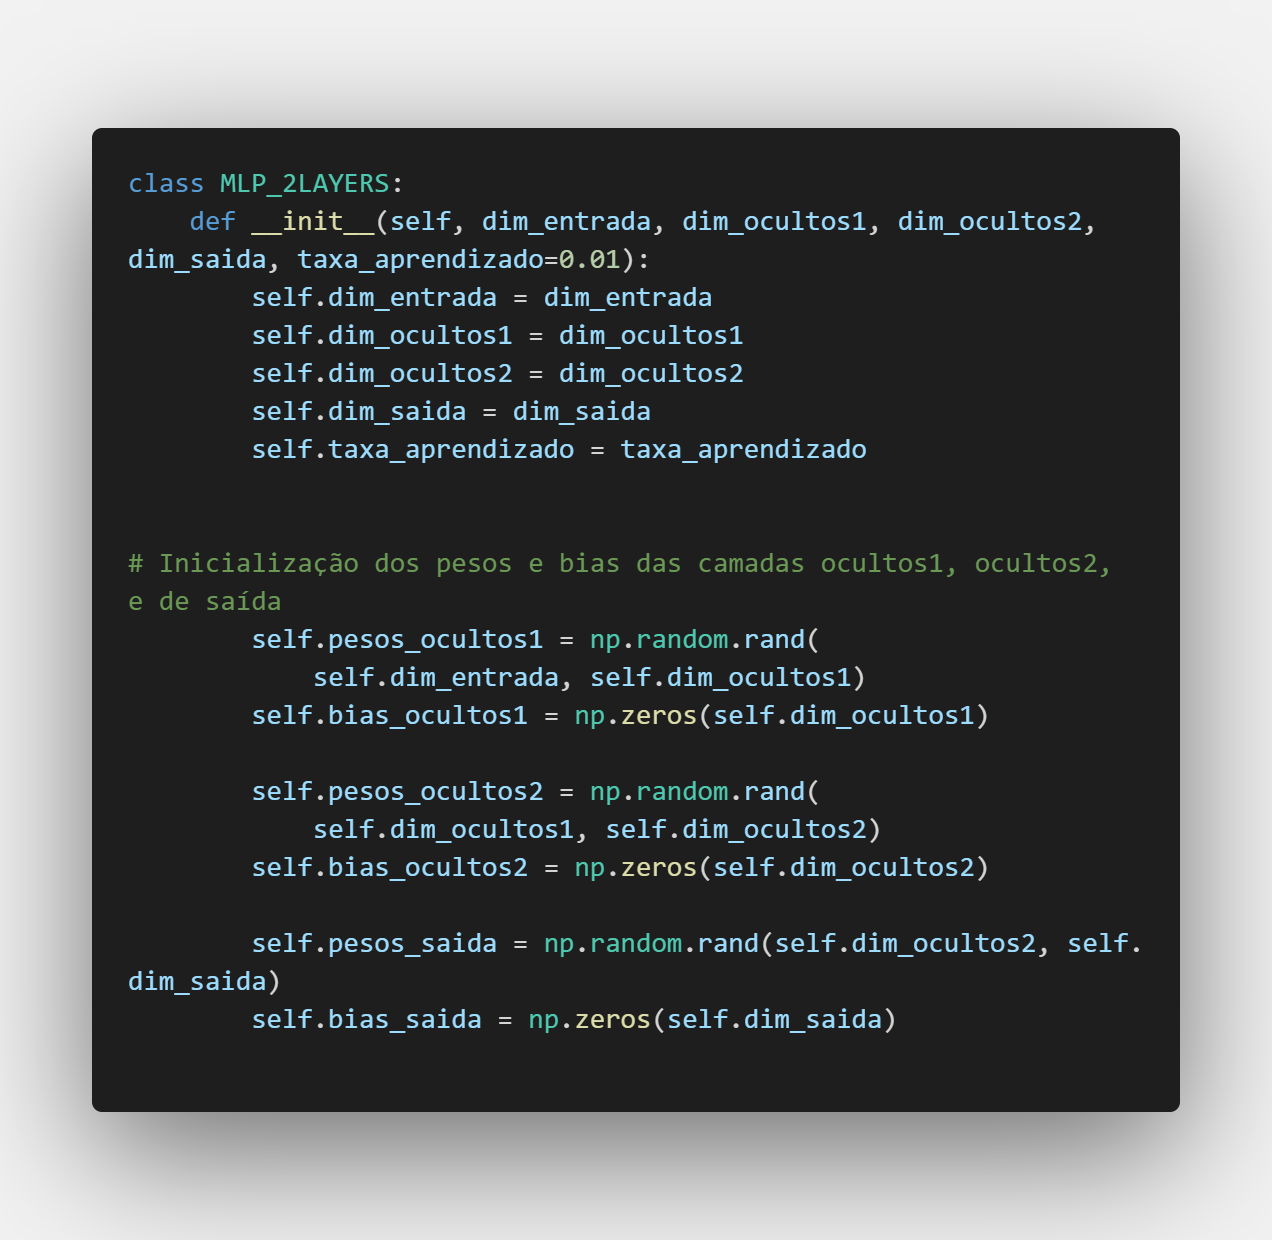 class MLP_2LAYERS:
    def __init__(self, dim_entrada, dim_ocultos1, dim_ocultos2,
dim_saida, taxa_aprendizado=0.01):
        self.dim_entrada = dim_entrada
        self.dim_ocultos1 = dim_ocultos1
        self.dim_ocultos2 = dim_ocultos2
        self.dim_saida = dim_saida
        self.taxa_aprendizado = taxa_aprendizado
# Inicialização dos pesos e bias das camadas ocultos1, ocultos2,
e de saída
        self.pesos_ocultos1 = np.random.rand(
            self.dim_entrada, self.dim_ocultos1)
        self.bias_ocultos1 = np.zeros(self.dim_ocultos1)
        self.pesos_ocultos2 = np.random.rand(
            self.dim_ocultos1, self.dim_ocultos2)
        self.bias_ocultos2 = np.zeros(self.dim_ocultos2)
        self.pesos_saida = np.random.rand(self.dim_ocultos2, self.
dim_saida)
        self.bias_saida = np.zeros(self.dim_saida)